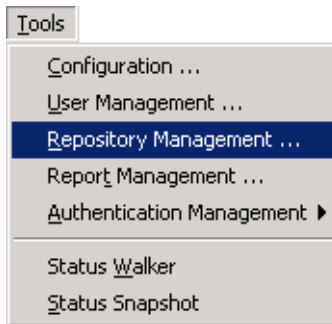 Tools
Configuration ...
User Management ...
Repository Management ...
Report Management ...
Authentication Management
Status Walker
Status Snapshot